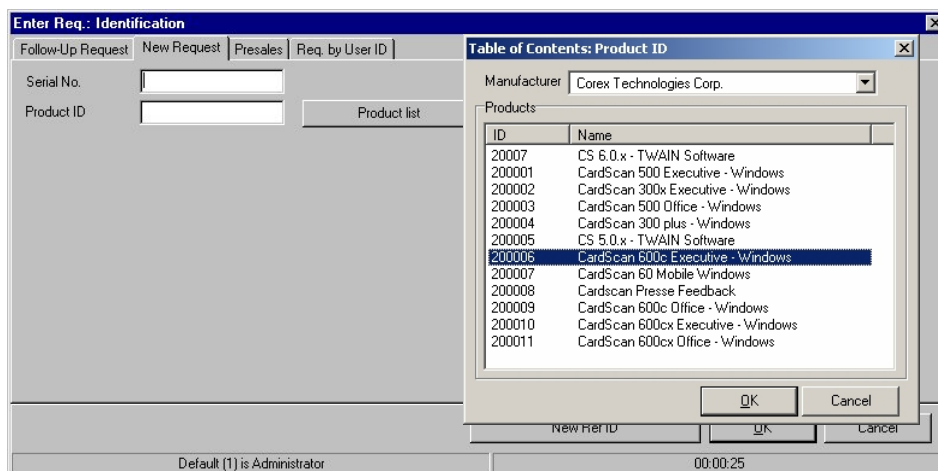 Enter Req.: Identification
Follow-Up Request New Request Presales Req. by User ID
Serial No.
Product ID
Product list
Table of Contents: Product ID
Manufacturer Corex Technologies Corp.
Products
ID Name
20007 CS 6.0.x - TWAIN Software
200001 CardScan 500 Executive - Windows
200002 CardScan 300x Executive - Windows
200003 CardScan 500 Office - Windows
200004 CardScan 300 plus - Windows
200005 CS 5.0.x - TWAIN Software
200006 CardScan 600c Executive - Windows
200007 CardScan 60 Mobile Windows
200008 Cardscan Presse Feedback
200009 CardScan 600c Office - Windows
200010 CardScan 600cx Executive - Windows
200011 CardScan 600cx Office - Windows
OK Cancel
New Ref ID OK Cancel
Default (1) is Administrator 00:00:25